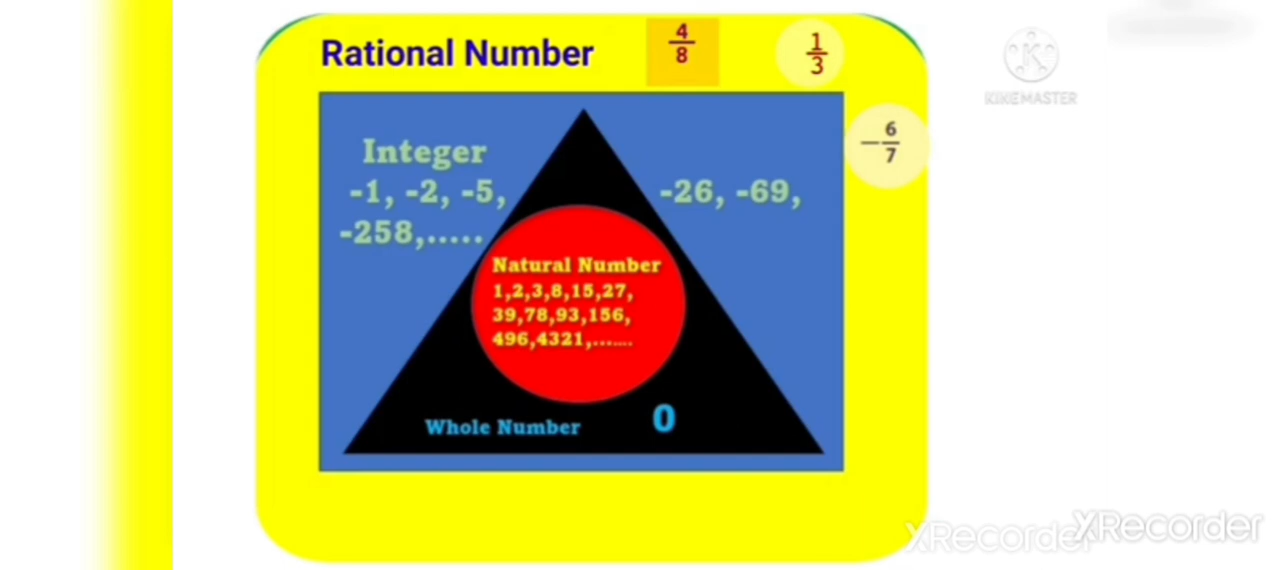 Rational Number
4/8
1/3
KINEMASTER
-6/7
Integer
-1, -2, -5,
-258,.....
-26, -69,
Natural Number
1,2,3,8,15,27,
39,78,93,156,
496,4321,.......
Whole Number
0
XRecorder
XRecorder